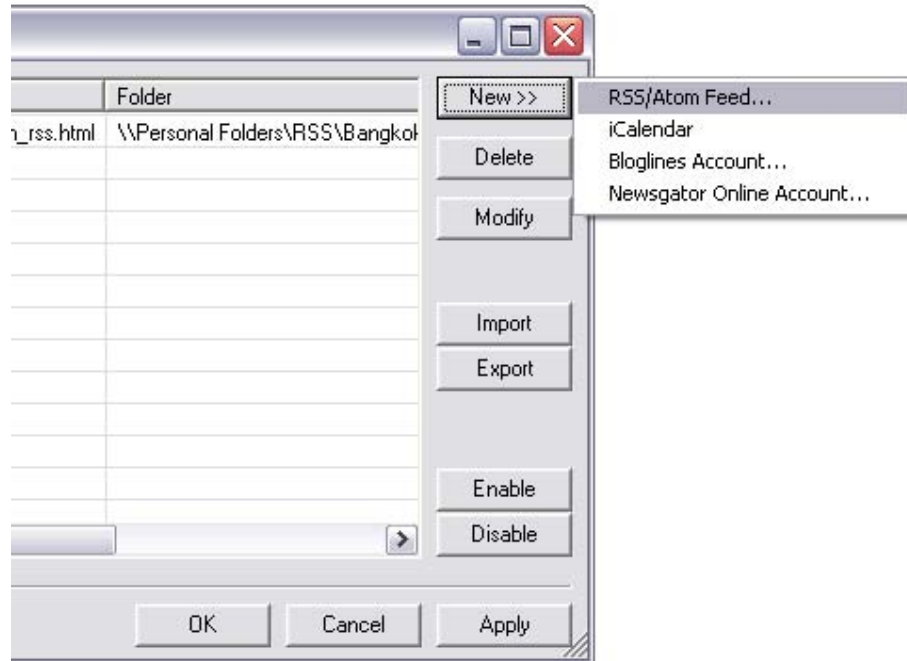 Folder
n_rss.html \\Personal Folders\RSS\Bangkok
New >>
Delete
Modify
Import
Export
Enable
Disable
OK
Cancel
Apply
RSS/Atom Feed...
iCalendar
Bloglines Account...
Newsgator Online Account...